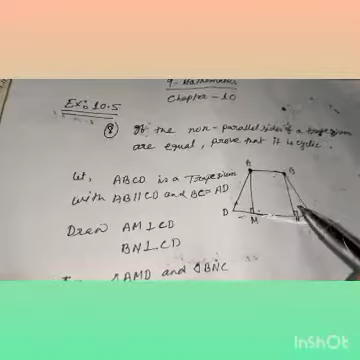 9-Mathematics
Chapter-10
Ex: 10.5
8 If the non-parallel sides of a trapezium
are equal, prove that it is cyclic.
Let, ABCD is a Trapezium
with AB||CD and BC=AD
A B
D M N
Draw AM⊥CD
BN⊥CD
ΔAMD and ΔBNC
InShOt